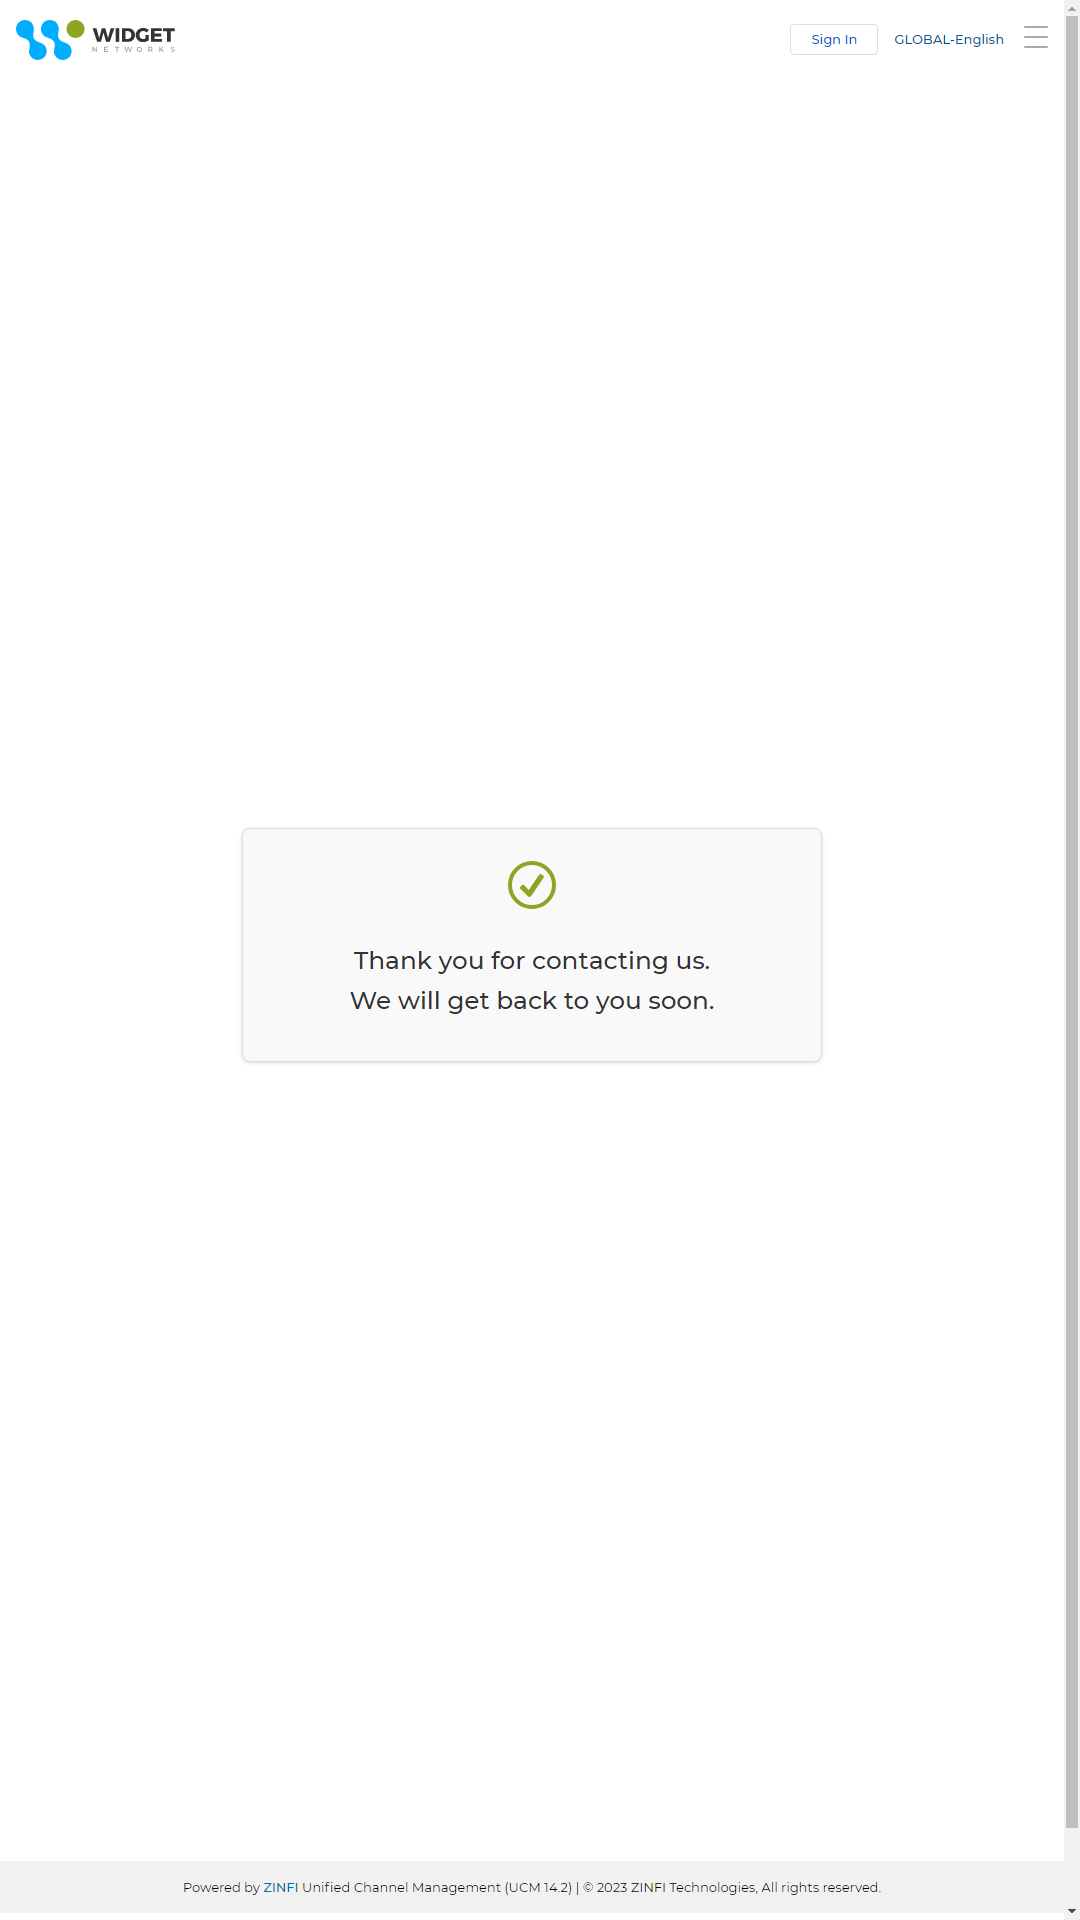 WIDGET
NETWORKS
Sign In
GLOBAL-English
Thank you for contacting us.
We will get back to you soon.
Powered by ZINFI Unified Channel Management (UCM 14.2) | © 2023 ZINFI Technologies, All rights reserved.